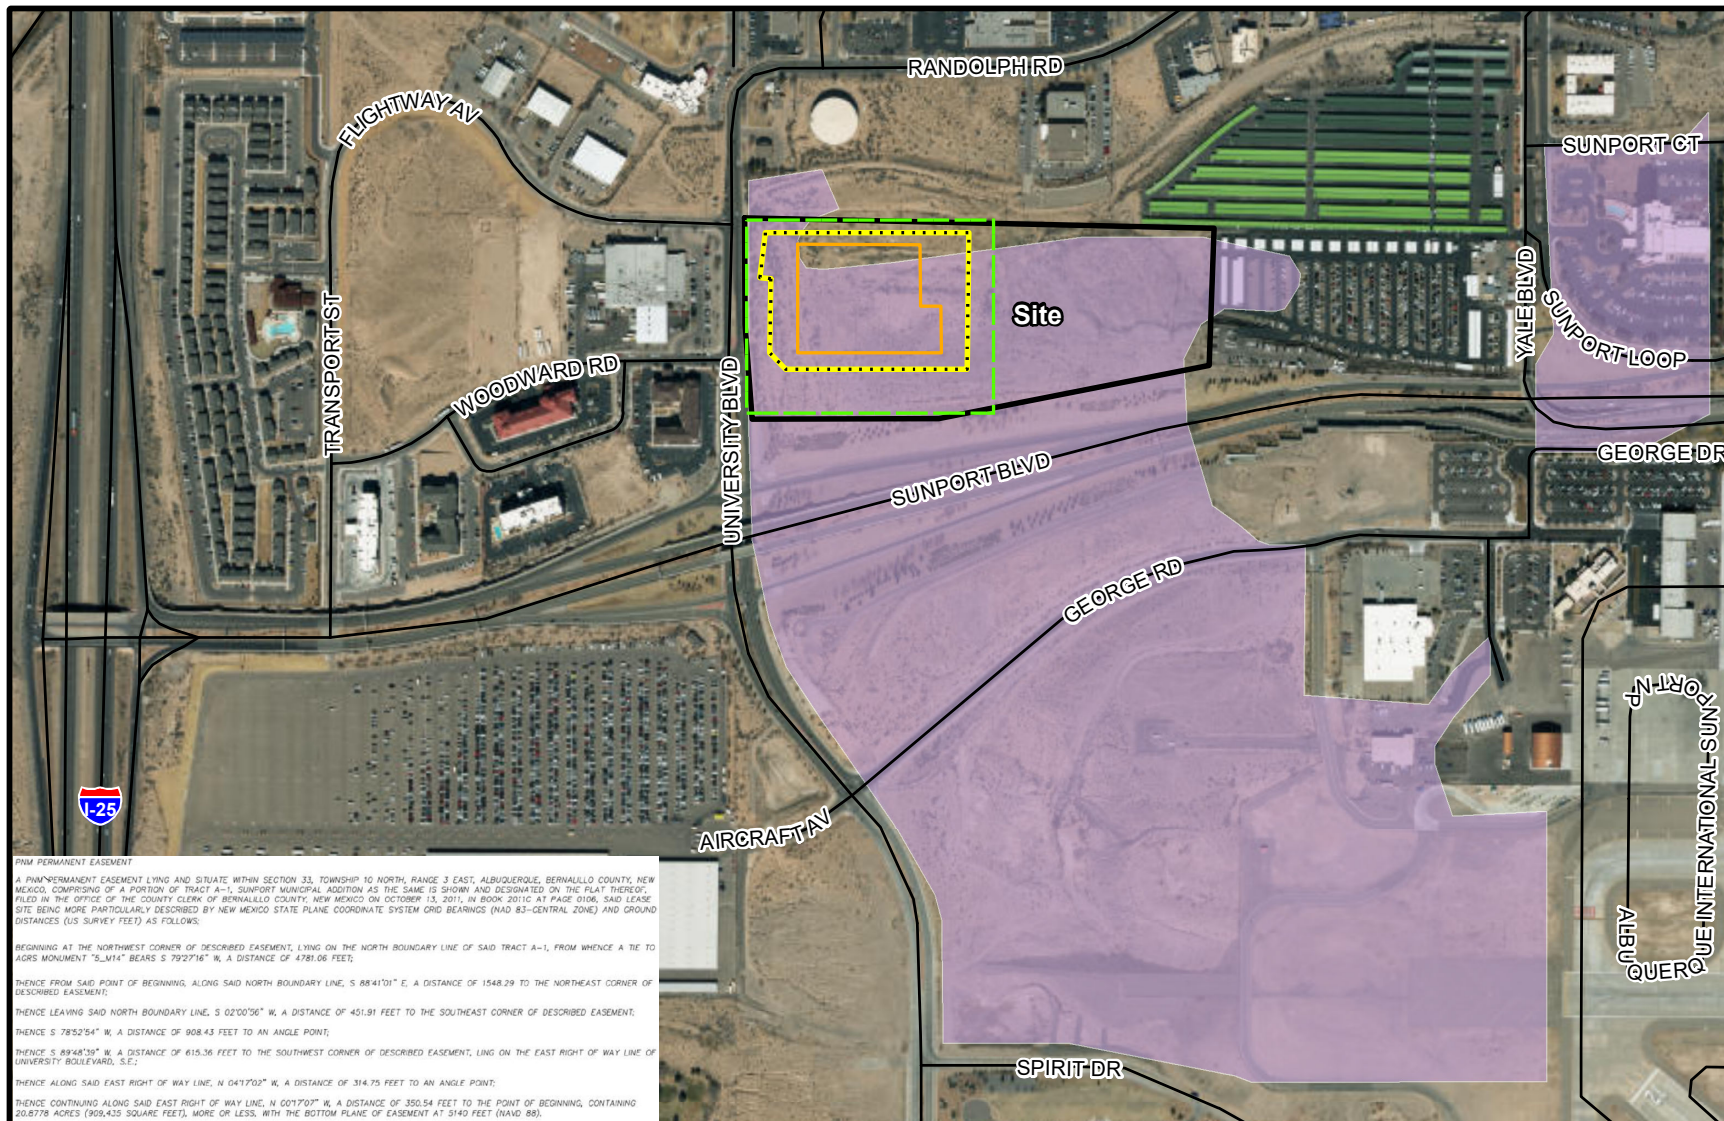 RANDOLPH RD
FLIGHTWAY AV
SUNPORT CT
Site
YALE BLVD
SUNPORT LOOP
TRANSPORT ST
WOODWARD RD
UNIVERSITY BLVD
GEORGE DR
SUNPORT BLVD
GEORGE RD
ALBUQUERQUE INTERNATIONAL SUNPORT NP
I-25
AIRCRAFT AV
SPIRIT DR
PNM PERMANENT EASEMENT
A PNM PERMANENT EASEMENT LYING AND SITUATE WITHIN SECTION 33, TOWNSHIP 10 NORTH, RANGE 3 EAST, ALBUQUERQUE, BERNALILLO COUNTY, NEW
MEXICO, COMPRISING OF A PORTION OF TRACT A-1, SUNPORT MUNICIPAL ADDITION AS THE SAME IS SHOWN AND DESIGNATED ON THE PLAT THEREOF,
FILED IN THE OFFICE OF THE COUNTY CLERK OF BERNALILLO COUNTY, NEW MEXICO ON OCTOBER 13, 2011, IN BOOK 2011C AT PAGE 0106, SAID LEASE
SITE BEING MORE PARTICULARLY DESCRIBED BY NEW MEXICO STATE PLANE COORDINATE SYSTEM GRID BEARINGS (NAD 83-CENTRAL ZONE) AND GROUND
DISTANCES (US SURVEY FEET) AS FOLLOWS:
BEGINNING AT THE NORTHWEST CORNER OF DESCRIBED EASEMENT, LYING ON THE NORTH BOUNDARY LINE OF SAID TRACT A-1, FROM WHENCE A TIE TO
AGRS MONUMENT "5_M14" BEARS S 79°27'16" W, A DISTANCE OF 4781.06 FEET;
THENCE FROM SAID POINT OF BEGINNING, ALONG SAID NORTH BOUNDARY LINE, S 88°41'01" E, A DISTANCE OF 1548.29 TO THE NORTHEAST CORNER OF
DESCRIBED EASEMENT;
THENCE LEAVING SAID NORTH BOUNDARY LINE, S 02°00'56" W, A DISTANCE OF 451.91 FEET TO THE SOUTHEAST CORNER OF DESCRIBED EASEMENT;
THENCE S 78°52'54" W, A DISTANCE OF 908.43 FEET TO AN ANGLE POINT;
THENCE S 89°48'39" W, A DISTANCE OF 615.36 FEET TO THE SOUTHWEST CORNER OF DESCRIBED EASEMENT, LING ON THE EAST RIGHT OF WAY LINE OF
UNIVERSITY BOULEVARD, S.E.;
THENCE ALONG SAID EAST RIGHT OF WAY LINE, N 04°17'02" W, A DISTANCE OF 314.75 FEET TO AN ANGLE POINT;
THENCE CONTINUING ALONG SAID EAST RIGHT OF WAY LINE, N 00°17'07" W, A DISTANCE OF 350.54 FEET TO THE POINT OF BEGINNING, CONTAINING
20.8778 ACRES (909,435 SQUARE FEET), MORE OR LESS, WITH THE BOTTOM PLANE OF EASEMENT AT 5140 FEET (NAVD 88).